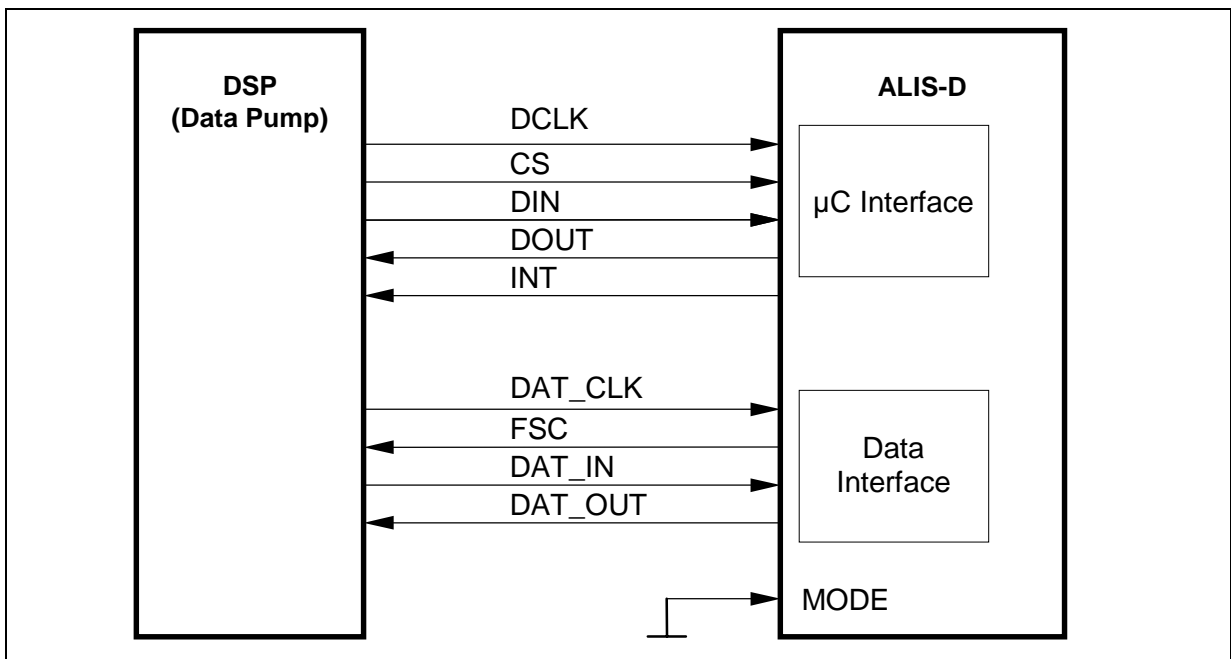 DSP
(Data Pump)
ALIS-D
DCLK
CS
DIN
DOUT
INT
µC Interface
DAT_CLK
FSC
DAT_IN
DAT_OUT
Data
Interface
MODE